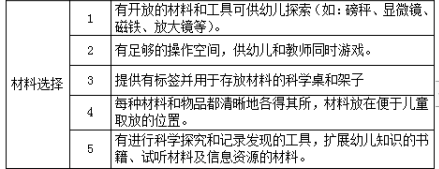 材料选择
1
有开放的材料和工具可供幼儿探索(如:磅秤、显微镜、
磁铁、放大镜等)。
2
有足够的操作空间，供幼儿和教师同时游戏。
3
提供有标签并用于存放材料的科学桌和架子
4
每种材料和物品都清晰地各得其所，材料放在便于儿童
取放的位置。
5
有进行科学探究和记录发现的工具，扩展幼儿知识的书
籍、试听材料及信息资源的材料。